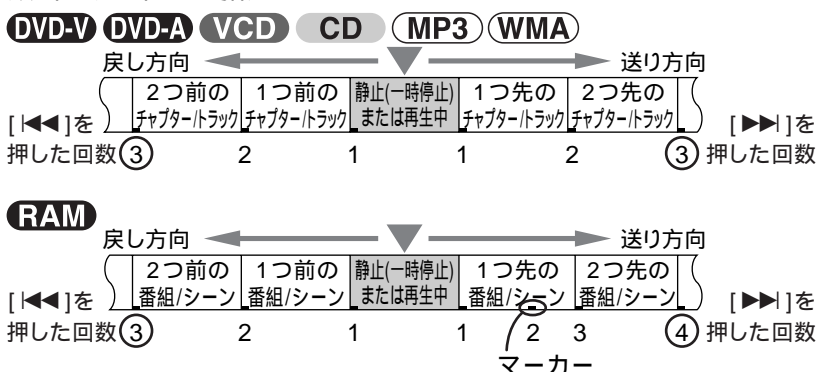 DVD-V DVD-A VCD CD MP3 WMA
戻し方向 送り方向
2つ前の 1つ前の 静止(一時停止) 1つ先の 2つ先の
チャプター/トラック チャプター/トラック または再生中 チャプター/トラック チャプター/トラック
[⏮]を [⏭]を
押した回数 ③ 2 1 1 2 ③ 押した回数
RAM
戻し方向 送り方向
2つ前の 1つ前の 静止(一時停止) 1つ先の 2つ先の
番組/シーン 番組/シーン または再生中 番組/シーン 番組/シーン
[⏮]を [⏭]を
押した回数 ③ 2 1 1 2 3 ④ 押した回数
マーカー